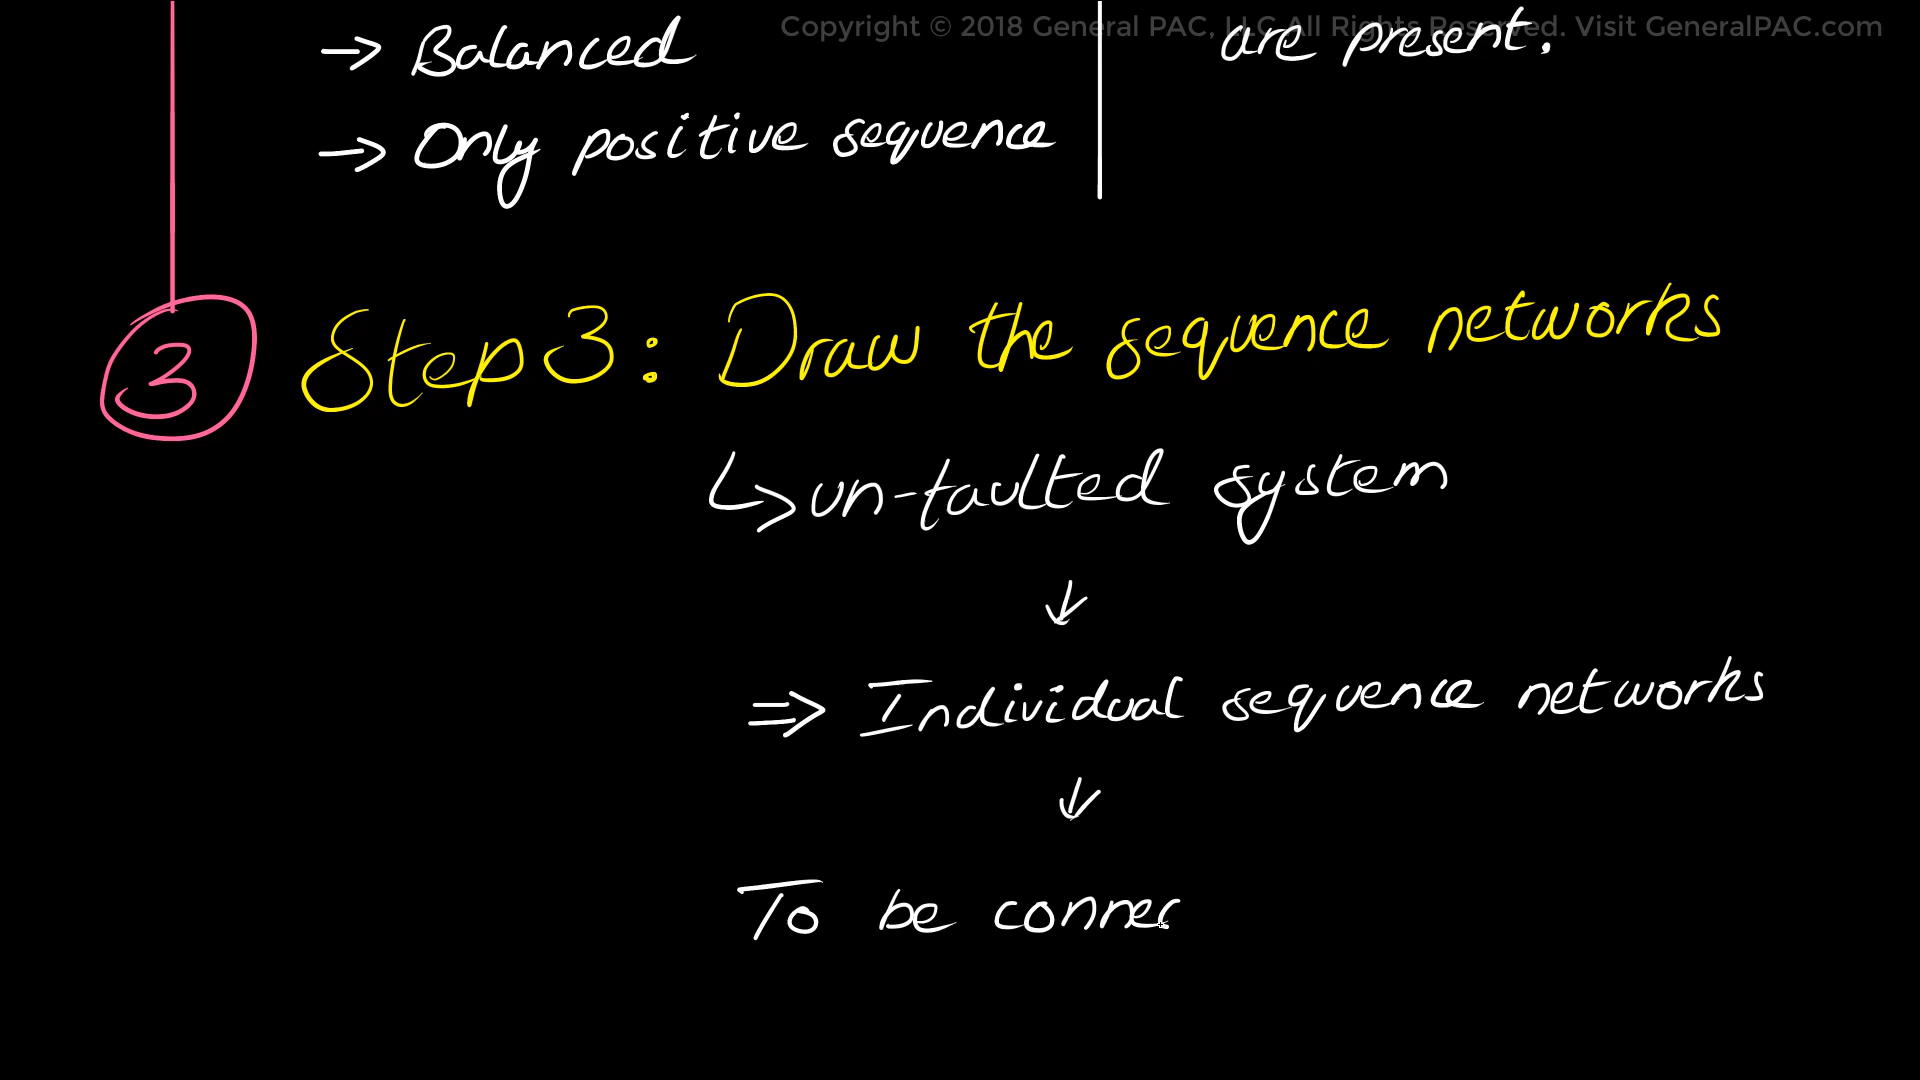 Copyright © 2018 General PAC, LLC All Rights Reserved. Visit GeneralPAC.com
→ Balanced
→ Only positive sequence
are present.
3 Step 3: Draw the sequence networks
↳ un-faulted system
↓
⇒ Individual sequence networks
↓
To be connec